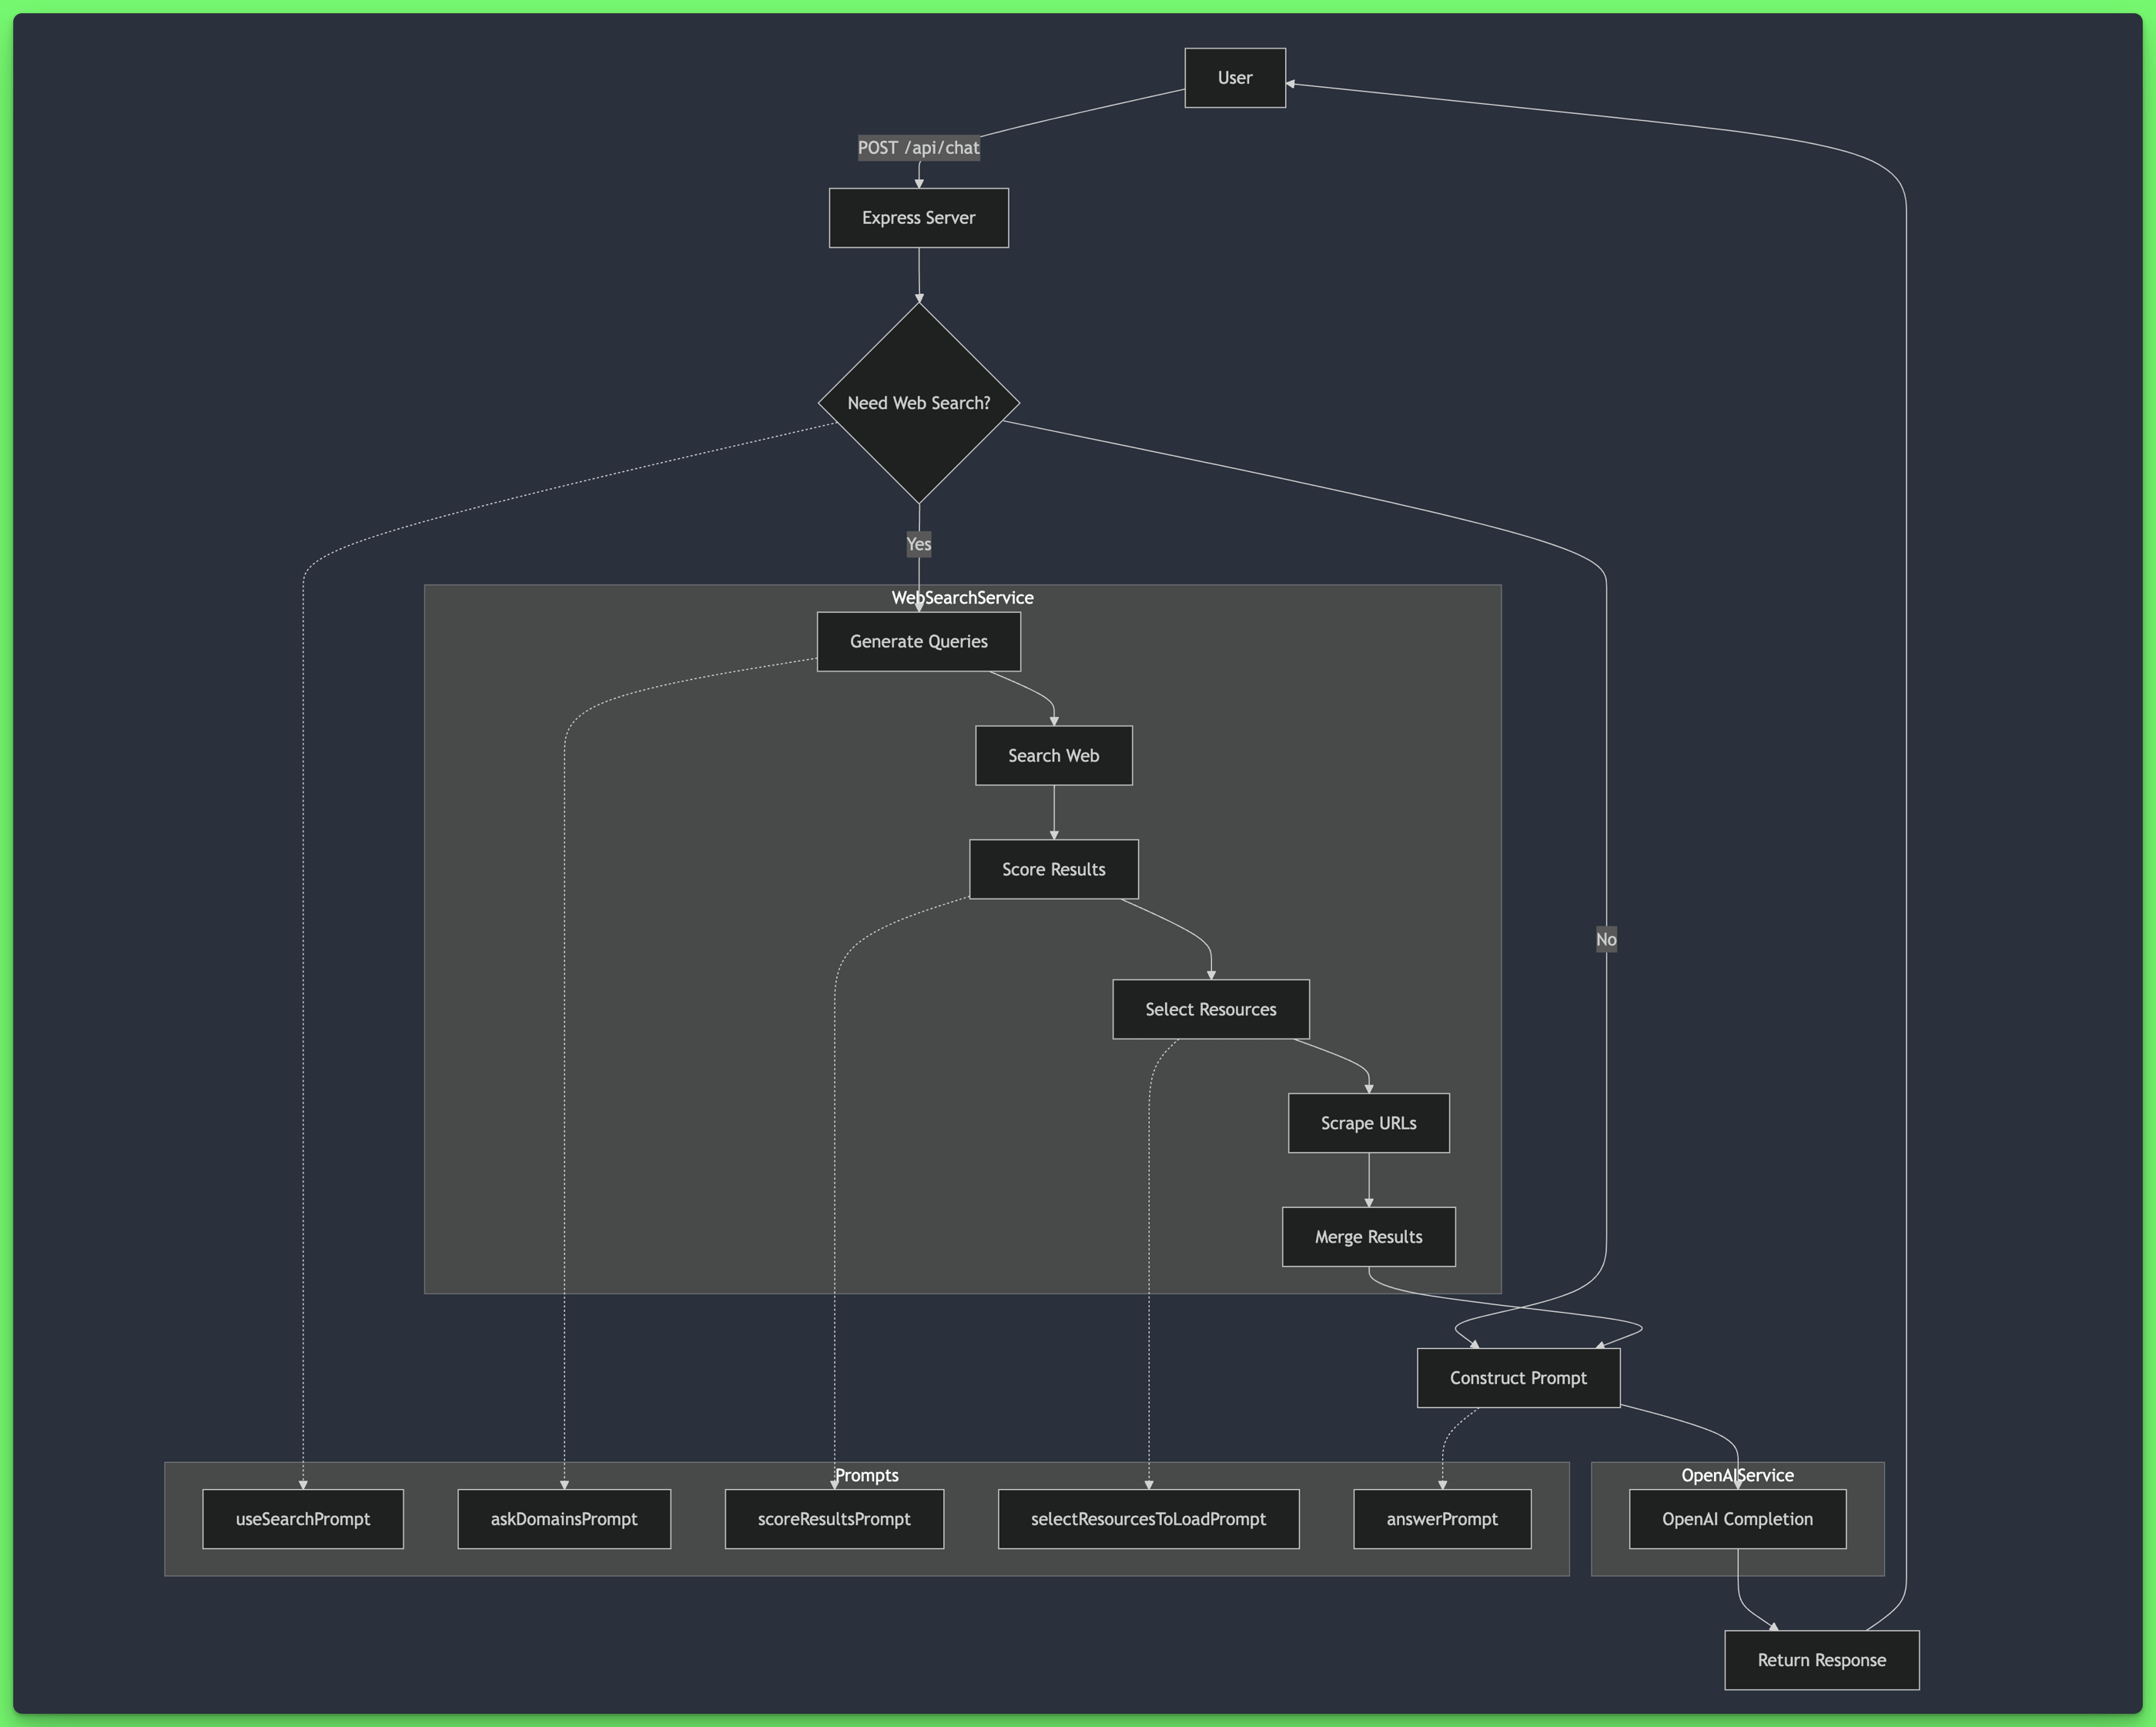 User
POST /api/chat
Express Server
Need Web Search?
Yes
WebSearchService
Generate Queries
Search Web
Score Results
No
Select Resources
Scrape URLs
Merge Results
Construct Prompt
Prompts
OpenAIService
useSearchPrompt
askDomainsPrompt
scoreResultsPrompt
selectResourcesToLoadPrompt
answerPrompt
OpenAI Completion
Return Response